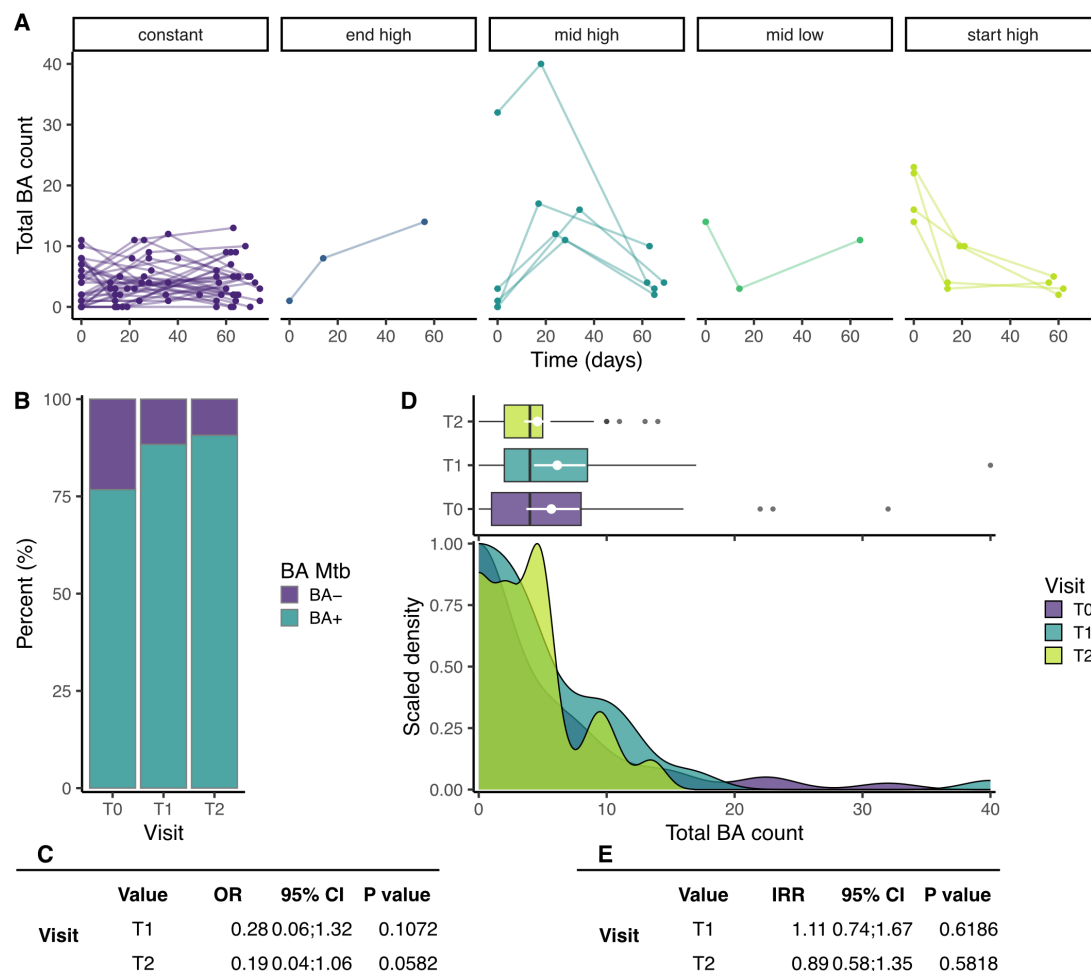 A
constant
end high
mid high
mid low
start high
Total BA count
40
30
20
10
0
0 20 40 60
0 20 40 60
0 20 40 60
0 20 40 60
0 20 40 60
Time (days)
B
Percent (%)
100
75
50
25
0
T0 T1 T2
Visit
BA Mtb
BA−
BA+
D
T2
T1
T0
Scaled density
1.00
0.75
0.50
0.25
0.00
0 10 20 30 40
Total BA count
Visit
T0
T1
T2
C
Value OR 95% CI P value
Visit
T1 0.28 0.06;1.32 0.1072
T2 0.19 0.04;1.06 0.0582
E
Value IRR 95% CI P value
Visit
T1 1.11 0.74;1.67 0.6186
T2 0.89 0.58;1.35 0.5818